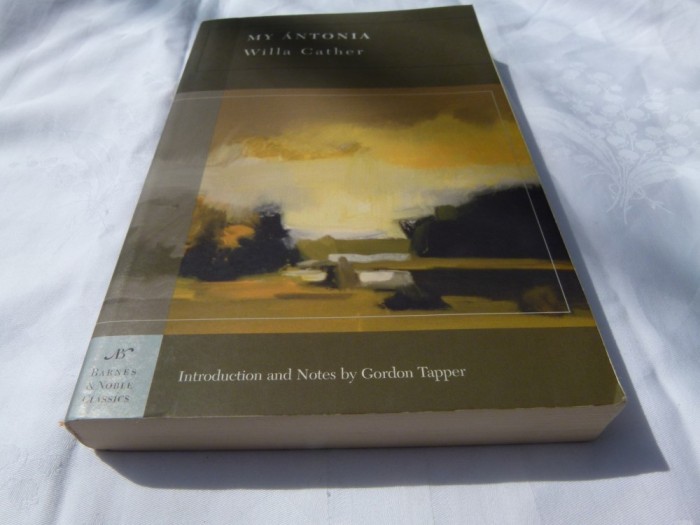 MY ÁNTONIA
Willa Cather
BARNES
& NOBLE
CLASSICS
Introduction and Notes by Gordon Tapper